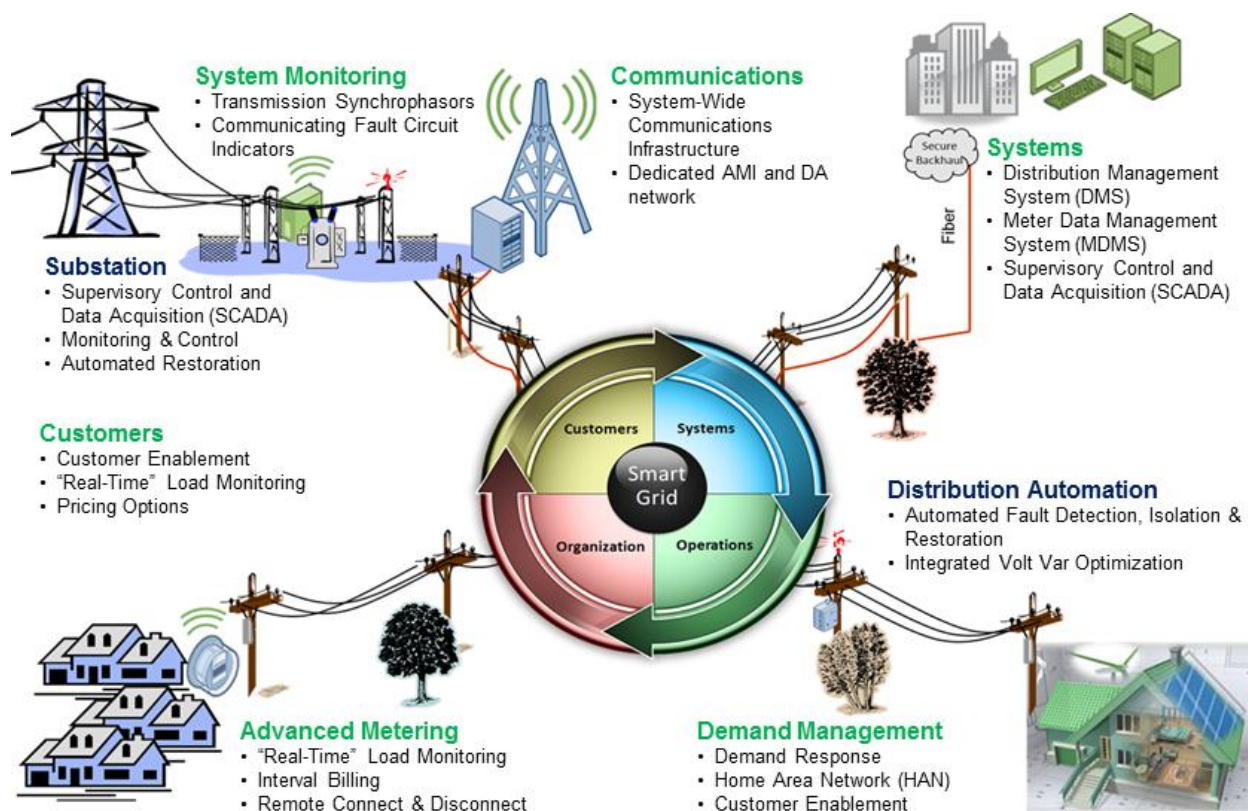 System Monitoring
• Transmission Synchrophasors
• Communicating Fault Circuit
Indicators
Communications
• System-Wide
Communications
Infrastructure
• Dedicated AMI and DA
network
Secure
Backhaul
Fiber
Systems
• Distribution Management
System (DMS)
• Meter Data Management
System (MDMS)
• Supervisory Control and
Data Acquisition (SCADA)
Substation
• Supervisory Control and
Data Acquisition (SCADA)
• Monitoring & Control
• Automated Restoration
Customers
• Customer Enablement
• “Real-Time” Load Monitoring
• Pricing Options
Customers
Systems
Smart
Grid
Organization
Operations
Distribution Automation
• Automated Fault Detection, Isolation &
Restoration
• Integrated Volt Var Optimization
Advanced Metering
• “Real-Time” Load Monitoring
• Interval Billing
• Remote Connect & Disconnect
Demand Management
• Demand Response
• Home Area Network (HAN)
• Customer Enablement